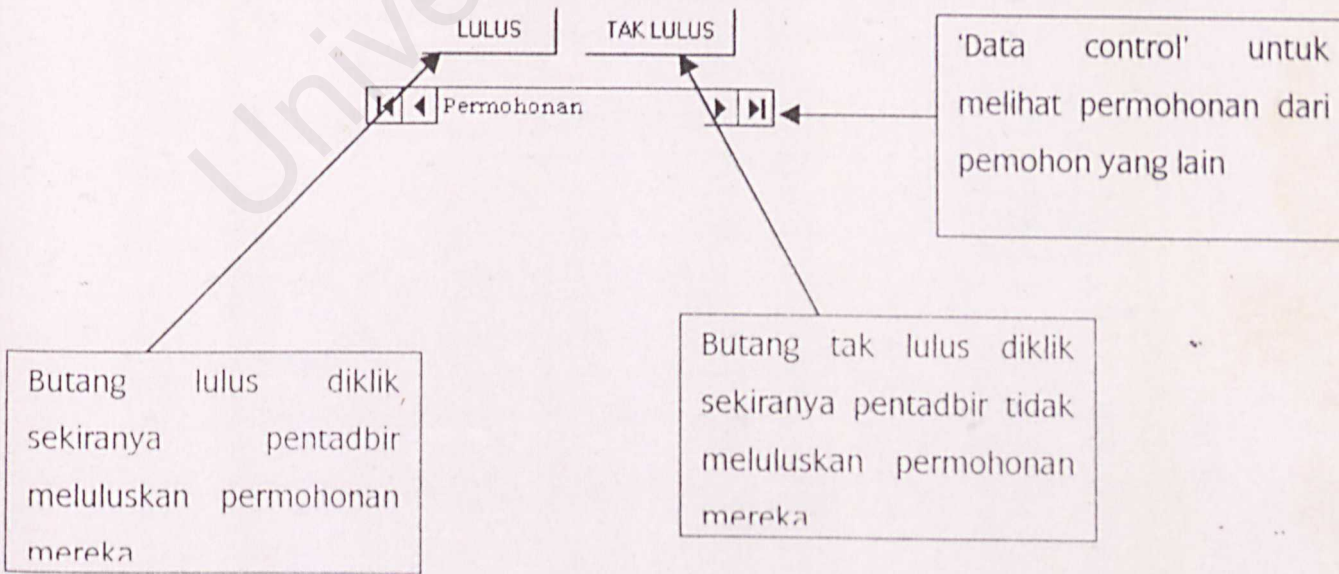 LULUS TAK LULUS
Permohonan
'Data control' untuk
melihat permohonan dari
pemohon yang lain
Butang lulus diklik
sekiranya pentadbir
meluluskan permohonan
mereka
Butang tak lulus diklik
sekiranya pentadbir tidak
meluluskan permohonan
mereka